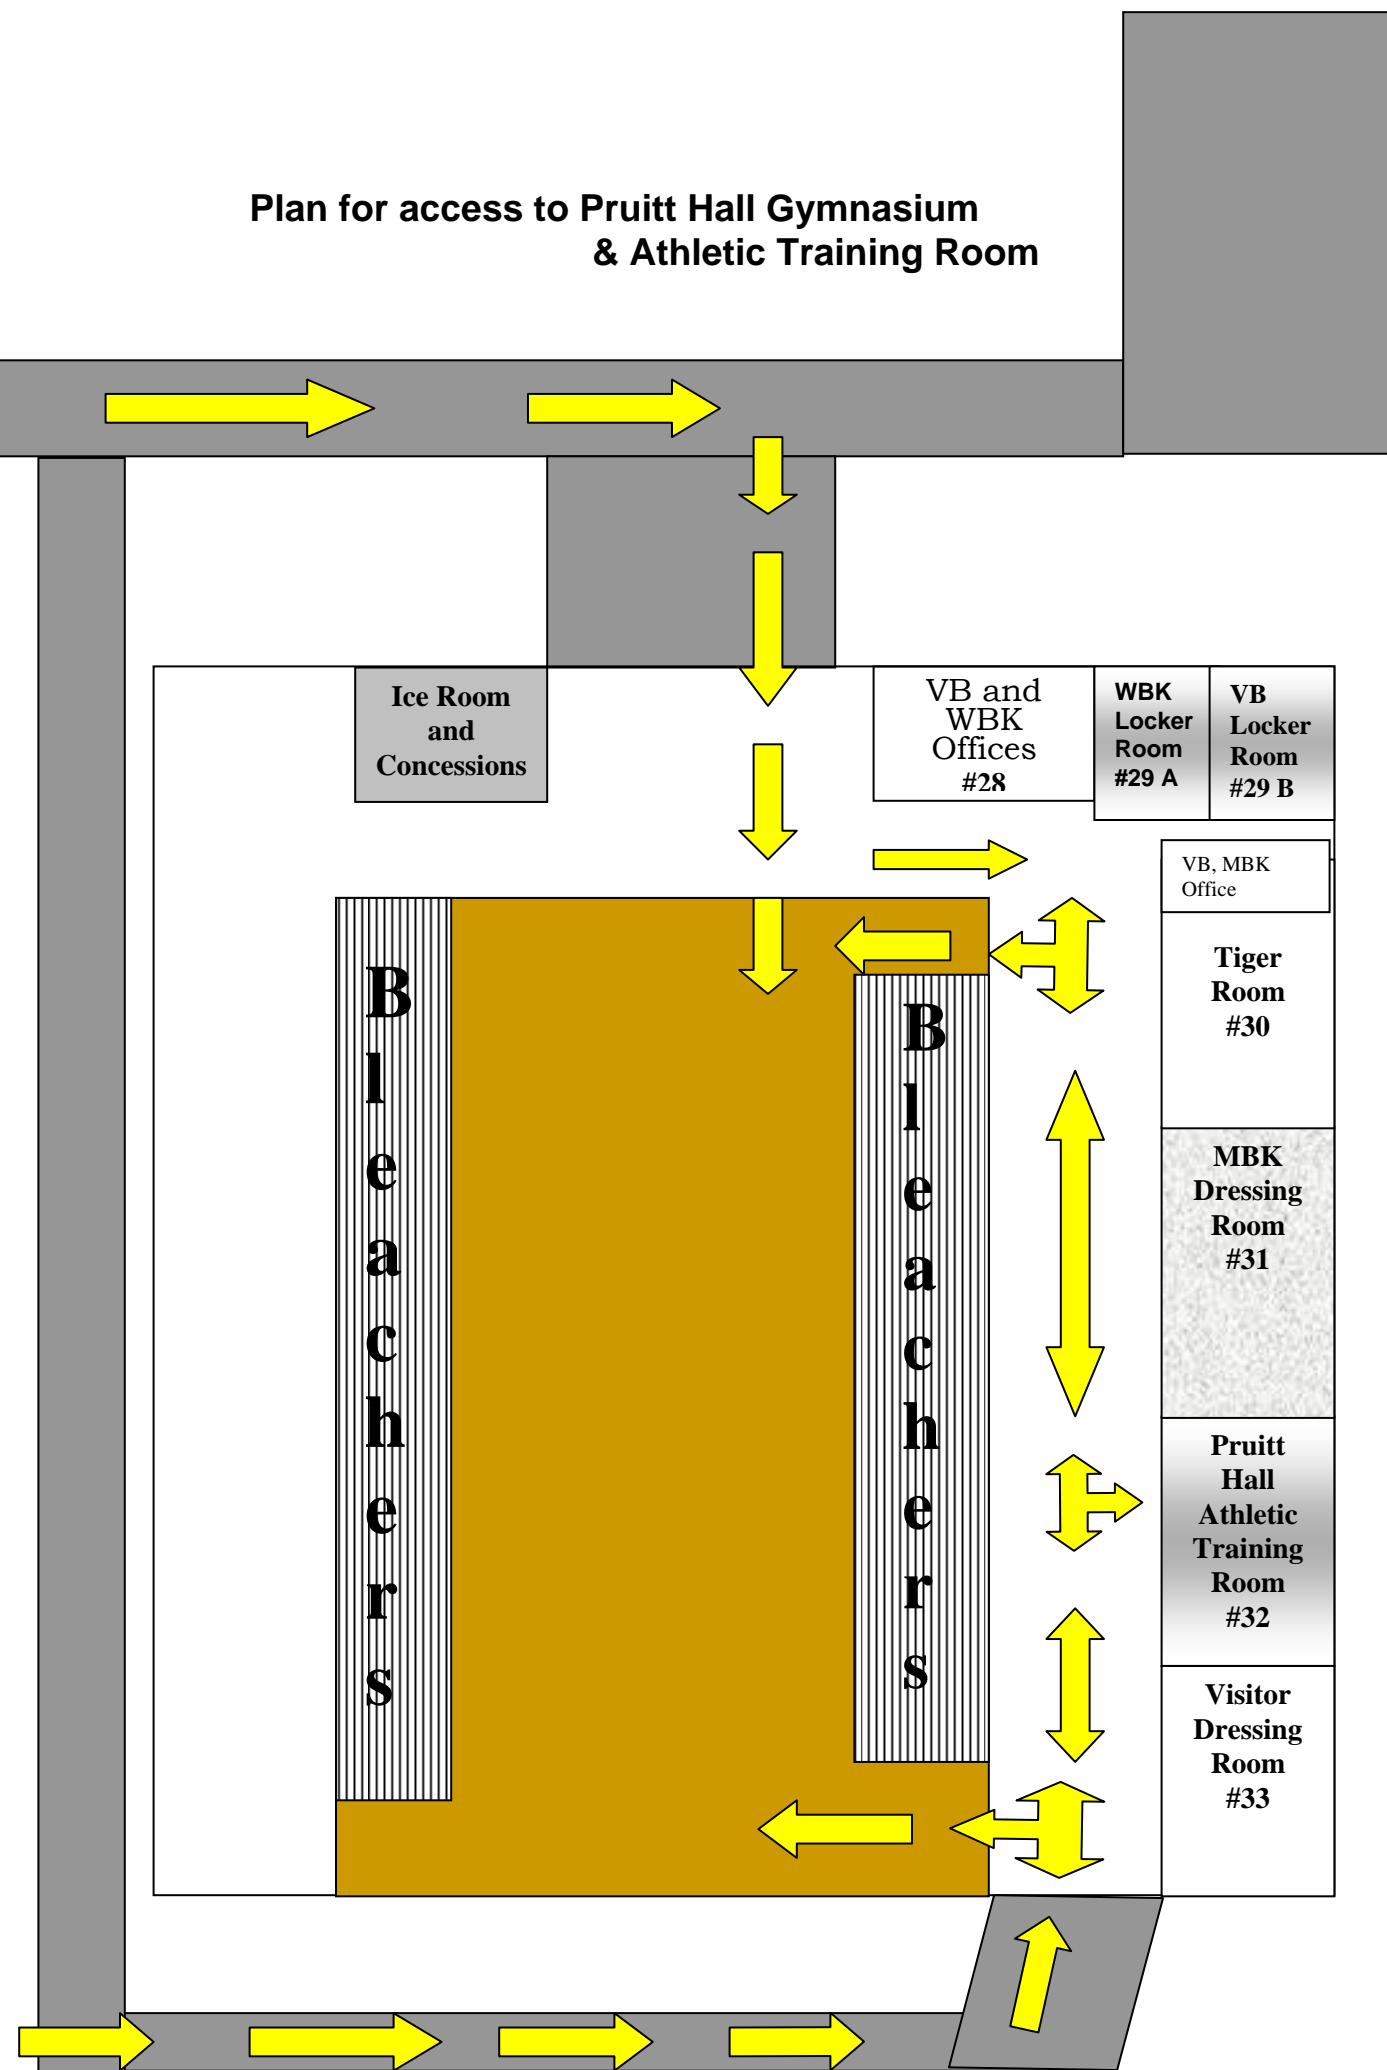 Plan for access to Pruitt Hall Gymnasium
& Athletic Training Room
Ice Room
and
Concessions
VB and
WBK
Offices
#28
WBK
Locker
Room
#29 A
VB
Locker
Room
#29 B
VB, MBK
Office
Tiger
Room
#30
MBK
Dressing
Room
#31
Pruitt
Hall
Athletic
Training
Room
#32
Visitor
Dressing
Room
#33
B
l
e
a
c
h
e
r
s
B
l
e
a
c
h
e
r
s